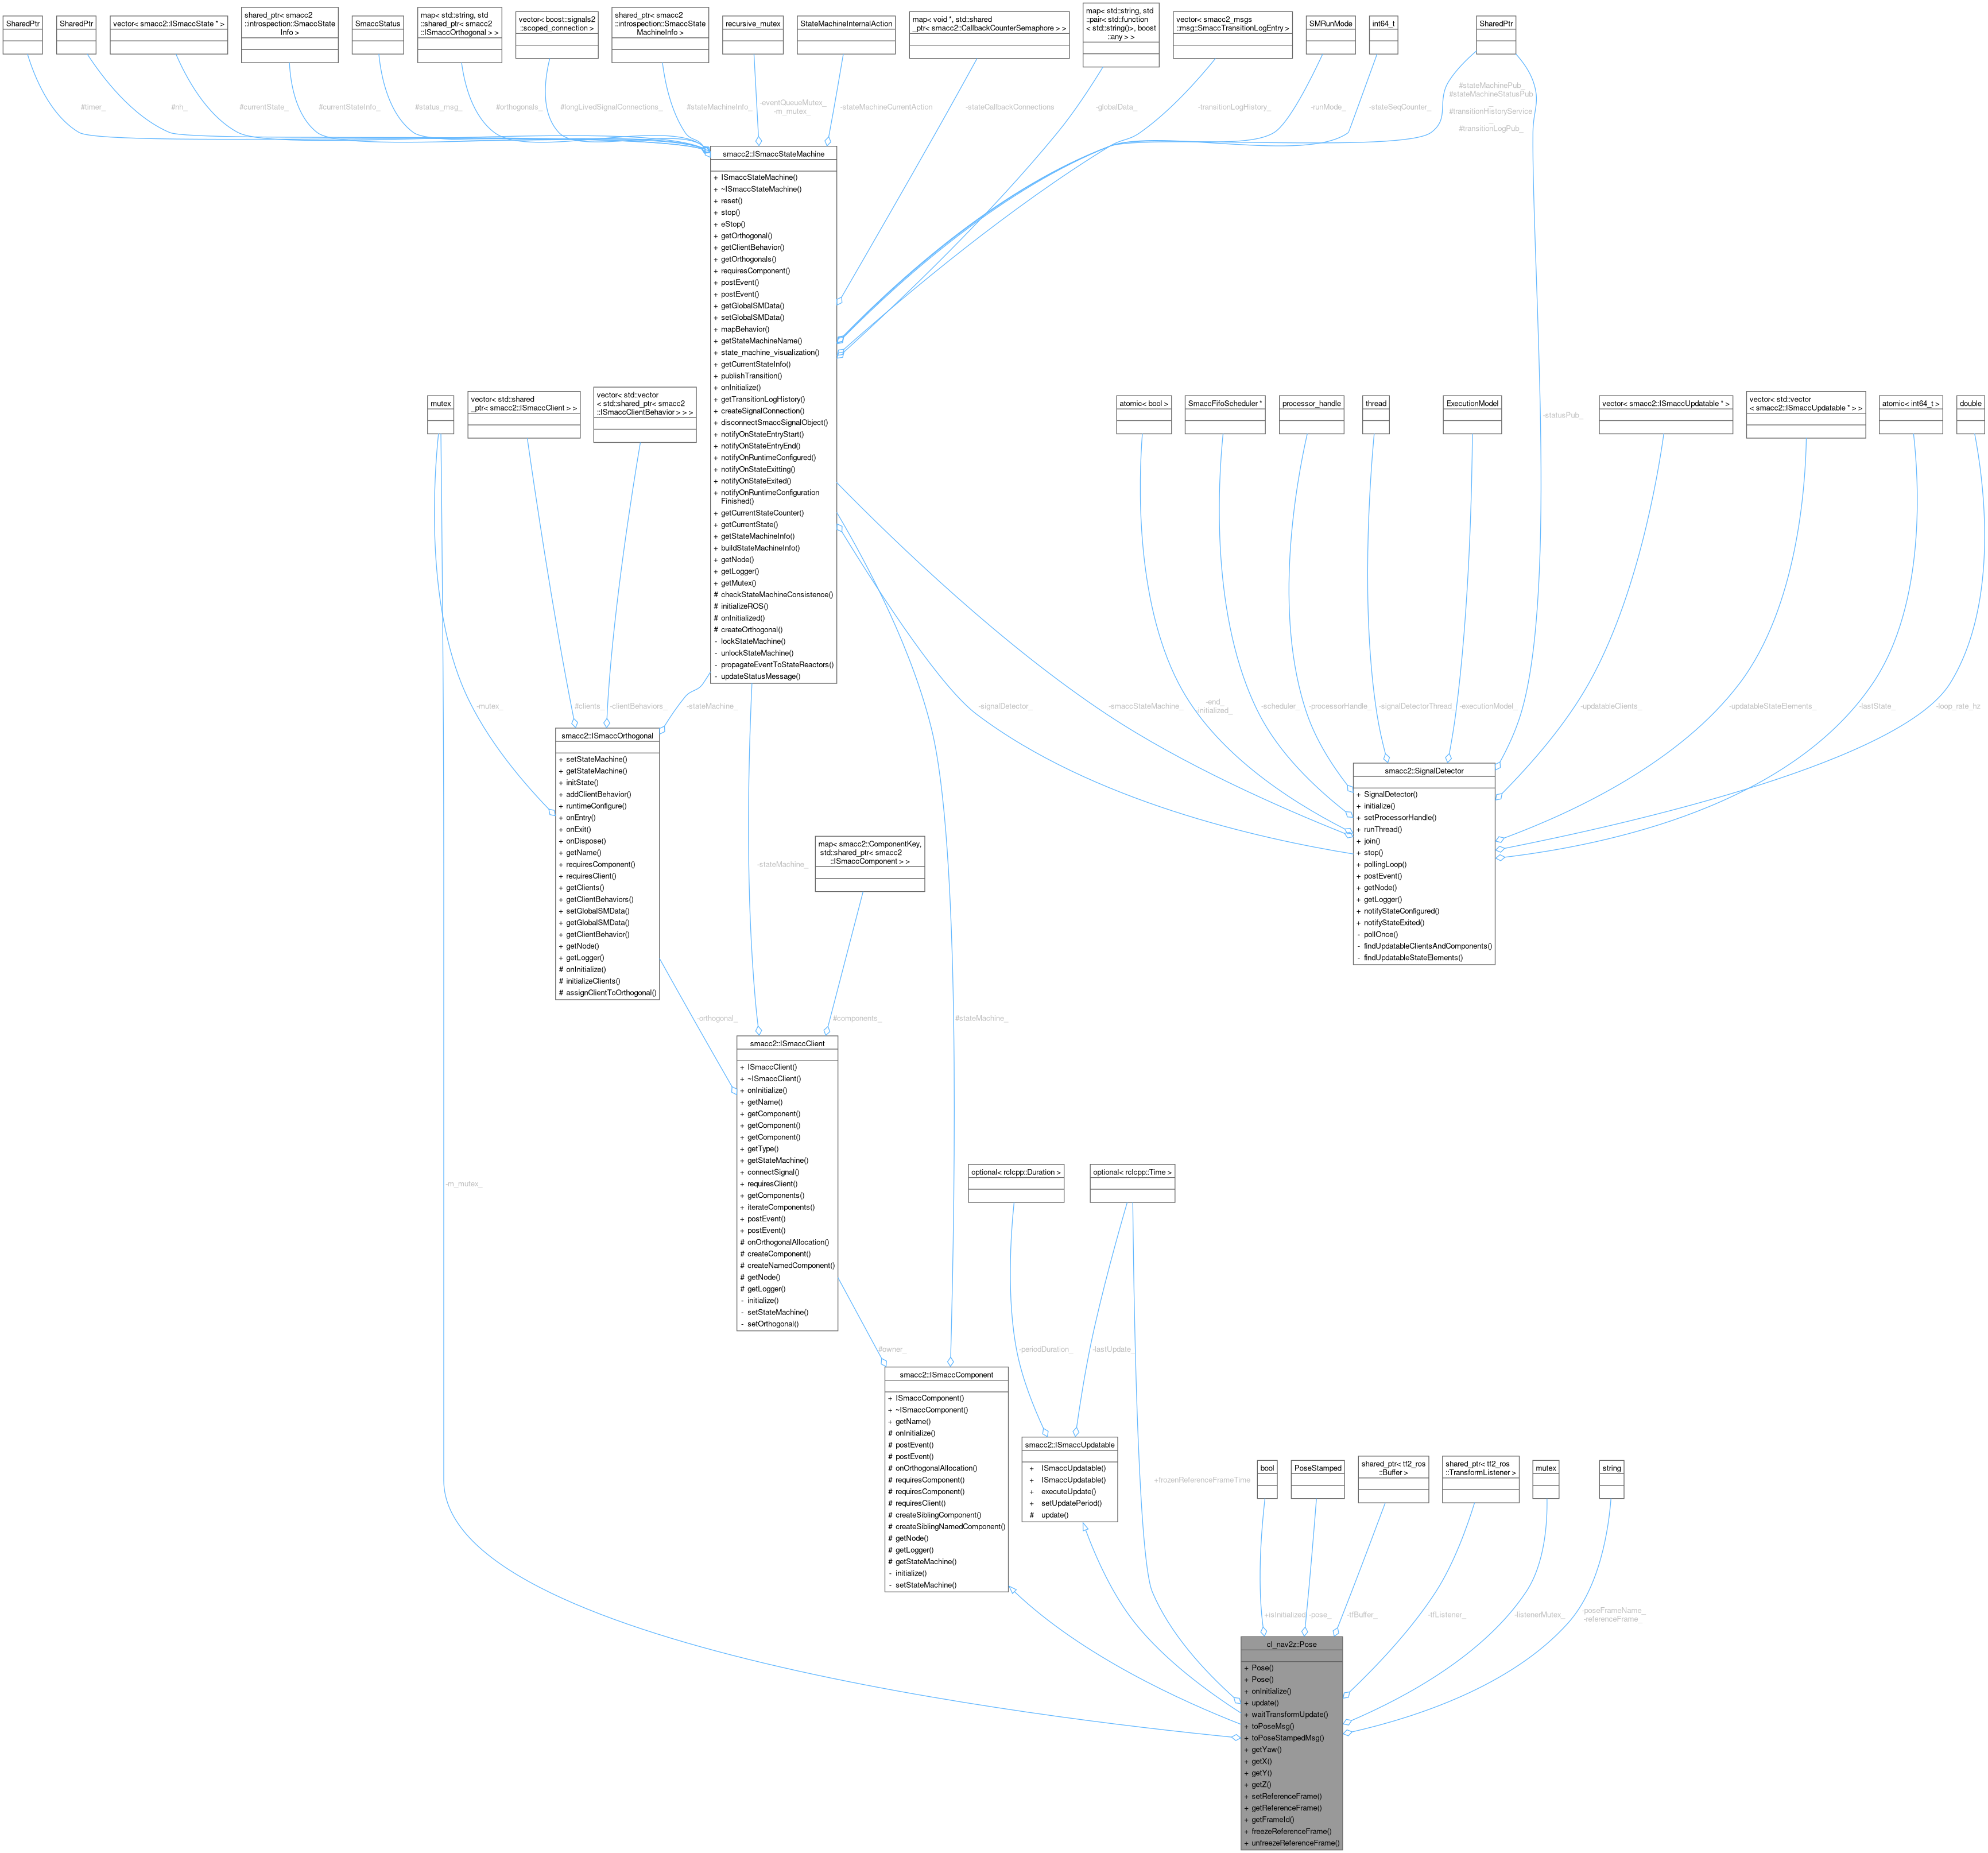 SharedPtr
SharedPtr
vector< smacc2::ISmaccState * >
shared_ptr< smacc2
::introspection::SmaccState
Info >
SmaccStatus
map< std::string, std
::shared_ptr< smacc2
::ISmaccOrthogonal > >
vector< boost::signals2
::scoped_connection >
shared_ptr< smacc2
::introspection::SmaccState
MachineInfo >
recursive_mutex
StateMachineInternalAction
map< void *, std::shared
_ptr< smacc2::CallbackCounterSemaphore > >
map< std::string, std
::pair< std::function
< std::string()>, boost
::any > >
vector< smacc2_msgs
::msg::SmaccTransitionLogEntry >
SMRunMode
int64_t
SharedPtr
#timer_
#nh_
#currentState_
#currentStateInfo_
#status_msg_
#orthogonals_
#longLivedSignalConnections_
#stateMachineInfo_
-eventQueueMutex_
-m_mutex_
-stateMachineCurrentAction
-stateCallbackConnections
-globalData_
-transitionLogHistory_
-runMode_
-stateSeqCounter_
#stateMachinePub_
#stateMachineStatusPub
_
#transitionHistoryService
_
#transitionLogPub_
smacc2::ISmaccStateMachine
+ ISmaccStateMachine()
+ ~ISmaccStateMachine()
+ reset()
+ stop()
+ eStop()
+ getOrthogonal()
+ getClientBehavior()
+ getOrthogonals()
+ requiresComponent()
+ postEvent()
+ postEvent()
+ getGlobalSMData()
+ setGlobalSMData()
+ mapBehavior()
+ getStateMachineName()
+ state_machine_visualization()
+ getCurrentStateInfo()
+ publishTransition()
+ onInitialize()
+ getTransitionLogHistory()
+ createSignalConnection()
+ disconnectSmaccSignalObject()
+ notifyOnStateEntryStart()
+ notifyOnStateEntryEnd()
+ notifyOnRuntimeConfigured()
+ notifyOnStateExitting()
+ notifyOnStateExited()
+ notifyOnRuntimeConfiguration
Finished()
+ getCurrentStateCounter()
+ getCurrentState()
+ getStateMachineInfo()
+ buildStateMachineInfo()
+ getNode()
+ getLogger()
+ getMutex()
# checkStateMachineConsistence()
# initializeROS()
# onInitialized()
# createOrthogonal()
- lockStateMachine()
- unlockStateMachine()
- propagateEventToStateReactors()
- updateStatusMessage()
mutex
vector< std::shared
_ptr< smacc2::ISmaccClient > >
vector< std::vector
< std::shared_ptr< smacc2
::ISmaccClientBehavior > > >
atomic< bool >
SmaccFifoScheduler *
processor_handle
thread
ExecutionModel
vector< smacc2::ISmaccUpdatable * >
vector< std::vector
< smacc2::ISmaccUpdatable * > >
atomic< int64_t >
double
-statusPub_
-mutex_
#clients_
-clientBehaviors_
-stateMachine_
-signalDetector_
-smaccStateMachine_
-end_
-initialized_
-scheduler_
-processorHandle_
-signalDetectorThread_
-executionModel_
-updatableClients_
-updatableStateElements_
-lastState_
-loop_rate_hz
smacc2::ISmaccOrthogonal
+ setStateMachine()
+ getStateMachine()
+ initState()
+ addClientBehavior()
+ runtimeConfigure()
+ onEntry()
+ onExit()
+ onDispose()
+ getName()
+ requiresComponent()
+ requiresClient()
+ getClients()
+ getClientBehaviors()
+ setGlobalSMData()
+ getGlobalSMData()
+ getClientBehavior()
+ getNode()
+ getLogger()
# onInitialize()
# initializeClients()
# assignClientToOrthogonal()
smacc2::SignalDetector
+ SignalDetector()
+ initialize()
+ setProcessorHandle()
+ runThread()
+ join()
+ stop()
+ pollingLoop()
+ postEvent()
+ getNode()
+ getLogger()
+ notifyStateConfigured()
+ notifyStateExited()
- pollOnce()
- findUpdatableClientsAndComponents()
- findUpdatableStateElements()
-stateMachine_
map< smacc2::ComponentKey,
std::shared_ptr< smacc2
::ISmaccComponent > >
-orthogonal_
#components_
#stateMachine_
smacc2::ISmaccClient
+ ISmaccClient()
+ ~ISmaccClient()
+ onInitialize()
+ getName()
+ getComponent()
+ getComponent()
+ getComponent()
+ getType()
+ getStateMachine()
+ connectSignal()
+ requiresClient()
+ getComponents()
+ iterateComponents()
+ postEvent()
+ postEvent()
# onOrthogonalAllocation()
# createComponent()
# createNamedComponent()
# getNode()
# getLogger()
- initialize()
- setStateMachine()
- setOrthogonal()
-m_mutex_
optional< rclcpp::Duration >
optional< rclcpp::Time >
#owner_
-periodDuration_
-lastUpdate_
smacc2::ISmaccComponent
+ ISmaccComponent()
+ ~ISmaccComponent()
+ getName()
# onInitialize()
# postEvent()
# postEvent()
# onOrthogonalAllocation()
# requiresComponent()
# requiresComponent()
# requiresClient()
# createSiblingComponent()
# createSiblingNamedComponent()
# getNode()
# getLogger()
# getStateMachine()
- initialize()
- setStateMachine()
smacc2::ISmaccUpdatable
+ ISmaccUpdatable()
+ ISmaccUpdatable()
+ executeUpdate()
+ setUpdatePeriod()
# update()
+frozenReferenceFrameTime
bool
PoseStamped
shared_ptr< tf2_ros
::Buffer >
shared_ptr< tf2_ros
::TransformListener >
mutex
string
+isInitialized
-pose_
-tfBuffer_
-tfListener_
-listenerMutex_
-poseFrameName_
-referenceFrame_
cl_nav2z::Pose
+ Pose()
+ Pose()
+ onInitialize()
+ update()
+ waitTransformUpdate()
+ toPoseMsg()
+ toPoseStampedMsg()
+ getYaw()
+ getX()
+ getY()
+ getZ()
+ setReferenceFrame()
+ getReferenceFrame()
+ getFrameId()
+ freezeReferenceFrame()
+ unfreezeReferenceFrame()